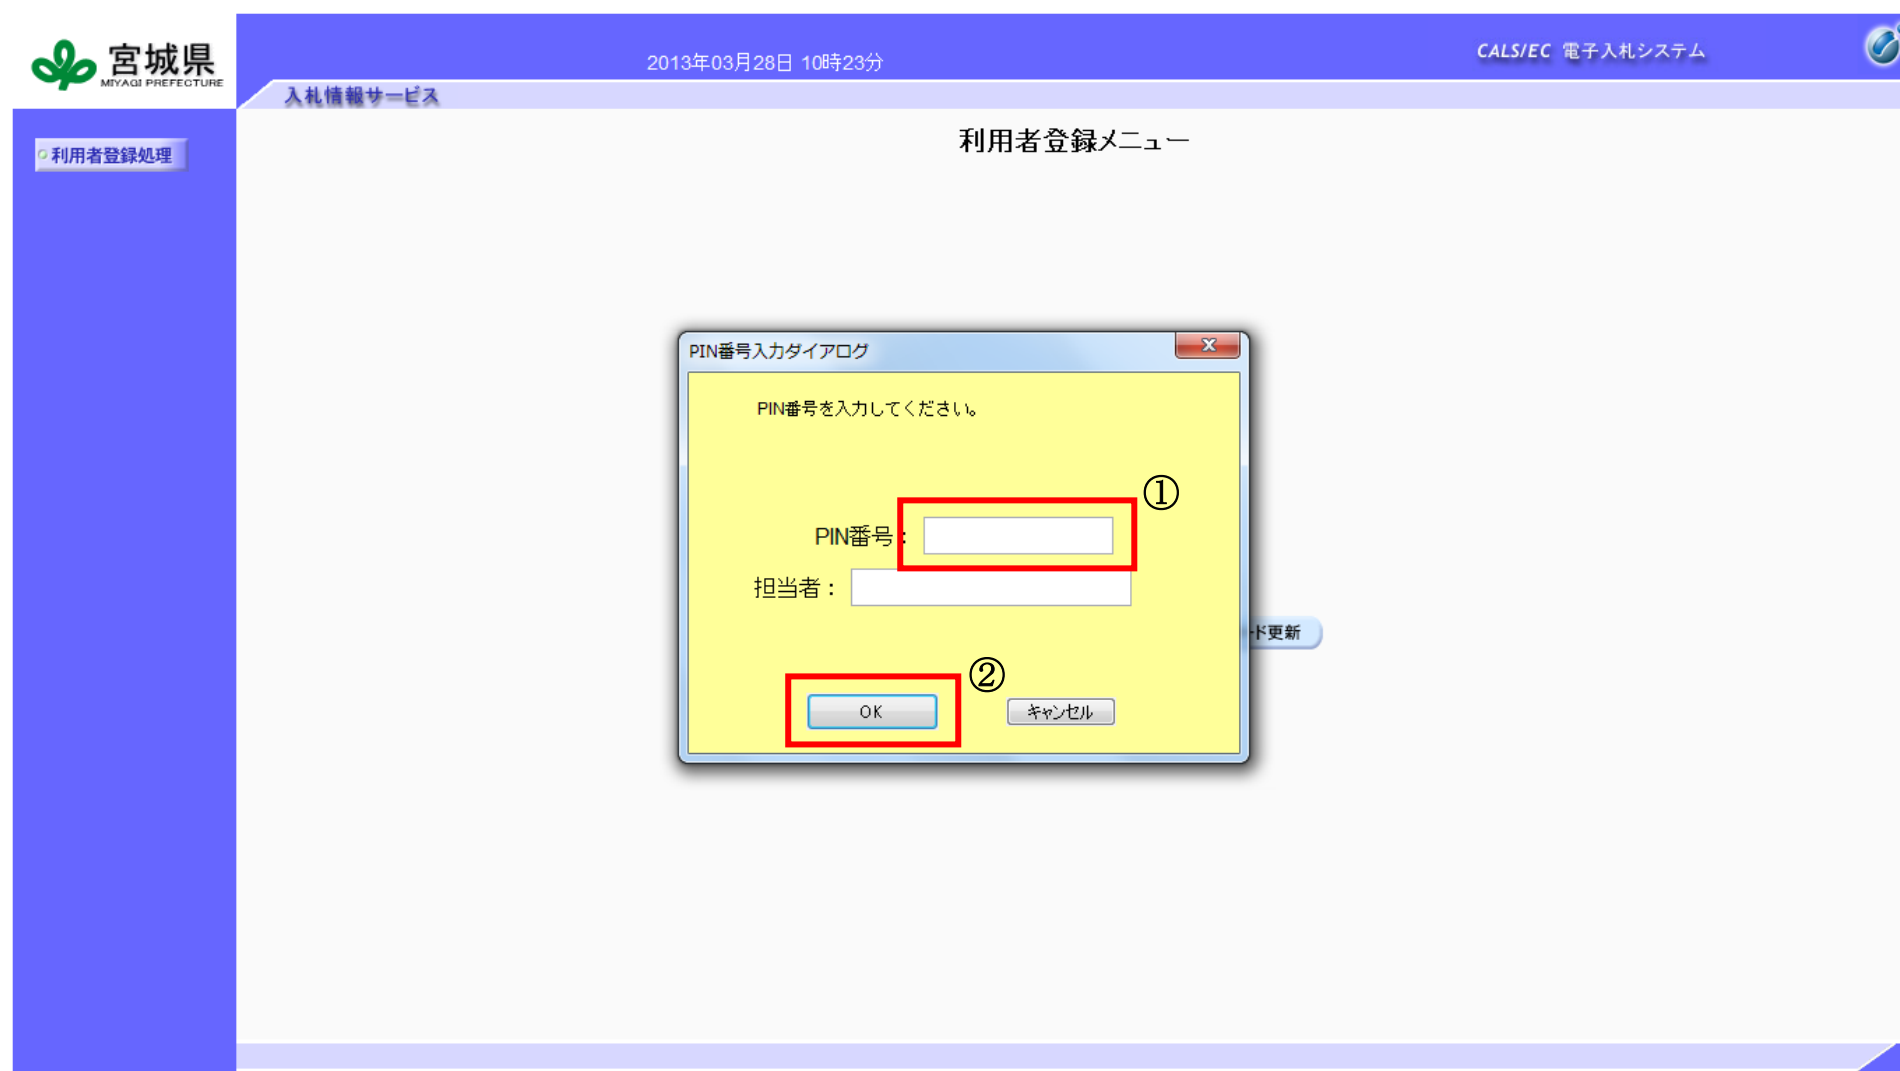 宮城県
MIYAGI PREFECTURE
2013年03月28日 10時23分
CALS/EC 電子入札システム
入札情報サービス
利用者登録処理
利用者登録メニュー
PIN番号入力ダイアログ
x
PIN番号を入力してください。
①
PIN番号：
担当者：
ド更新
②
OK
キャンセル